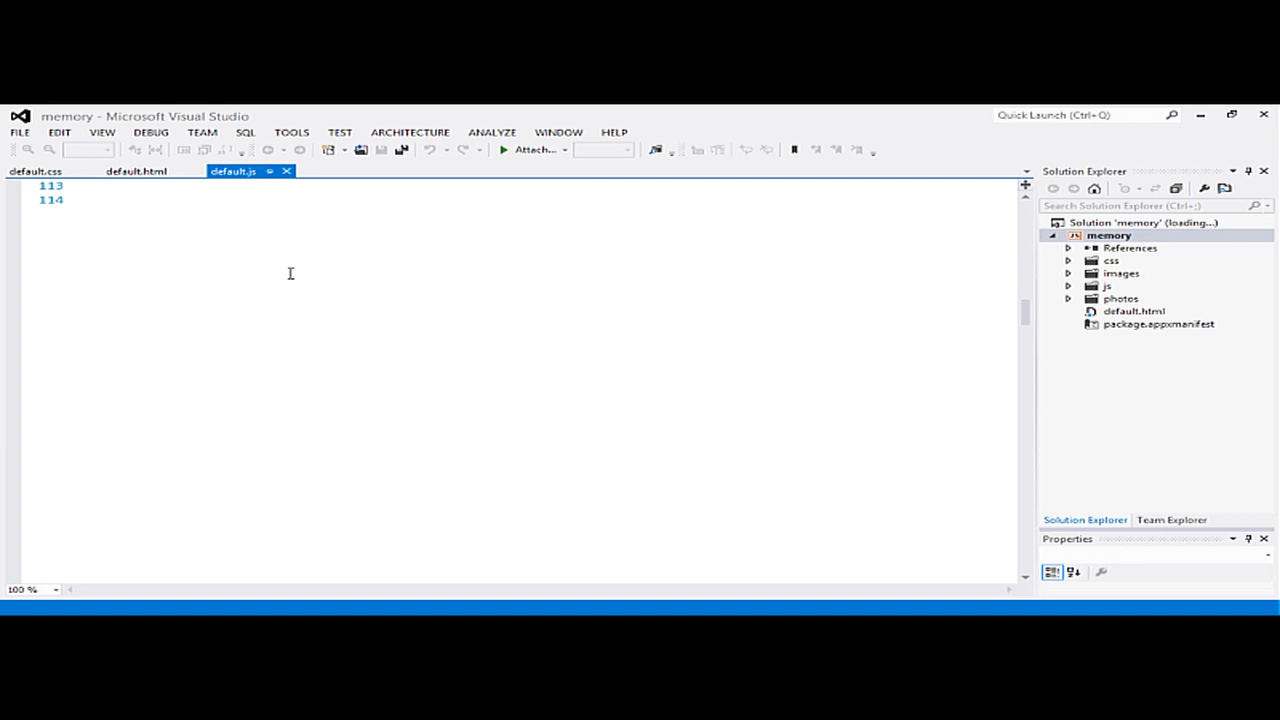 memory - Microsoft Visual Studio
Quick Launch (Ctrl+Q)
FILE EDIT VIEW DEBUG TEAM SQL TOOLS TEST ARCHITECTURE ANALYZE WINDOW HELP
Attach...
default.css default.html default.js
113
114
100 %
Solution Explorer
Search Solution Explorer (Ctrl+;)
Solution 'memory' (loading...)
memory
References
css
images
js
photos
default.html
package.appxmanifest
Solution Explorer Team Explorer
Properties